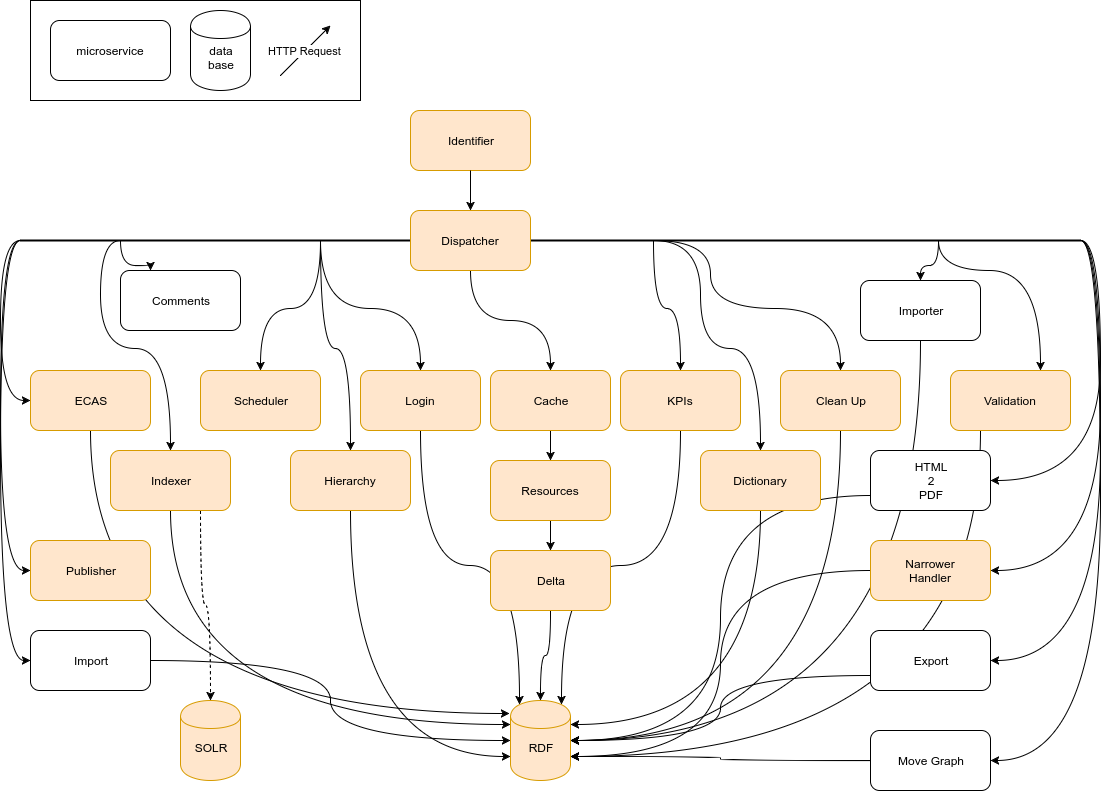 microservice
data
base
HTTP Request
Identifier
Dispatcher
Comments
Importer
ECAS
Scheduler
Login
Cache
KPIs
Clean Up
Validation
Indexer
Hierarchy
Resources
Dictionary
HTML
2
PDF
Publisher
Delta
Narrower
Handler
Import
Export
SOLR
RDF
Move Graph